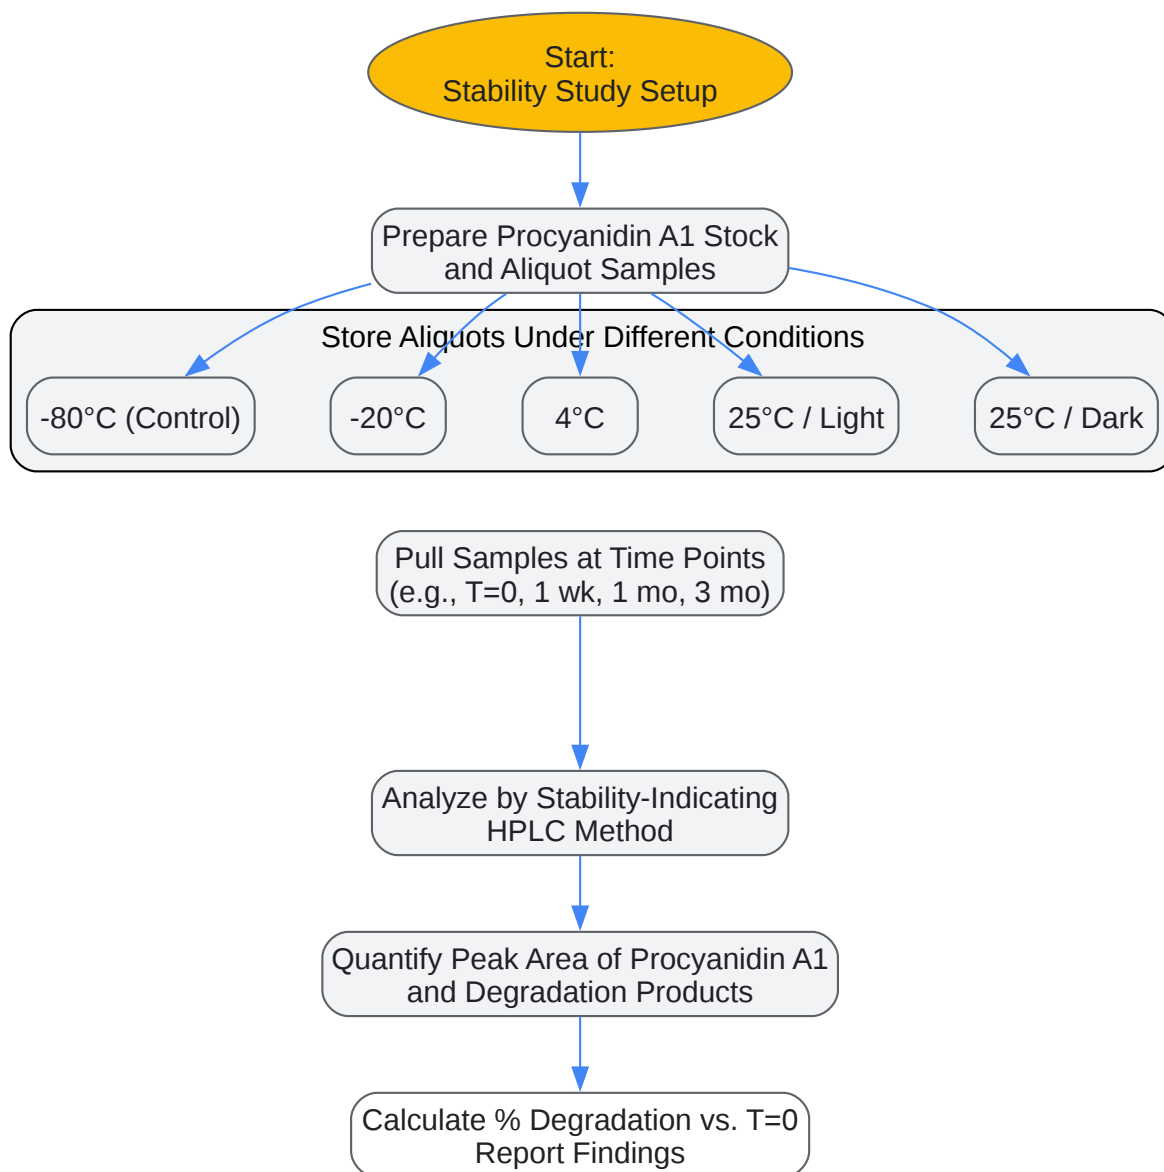 Start:
Stability Study Setup
Prepare Procyanidin A1 Stock
and Aliquot Samples
Store Aliquots Under Different Conditions
-80°C (Control)
-20°C
4°C
25°C / Light
25°C / Dark
Pull Samples at Time Points
(e.g., T=0, 1 wk, 1 mo, 3 mo)
Analyze by Stability-Indicating
HPLC Method
Quantify Peak Area of Procyanidin A1
and Degradation Products
Calculate % Degradation vs. T=0
Report Findings